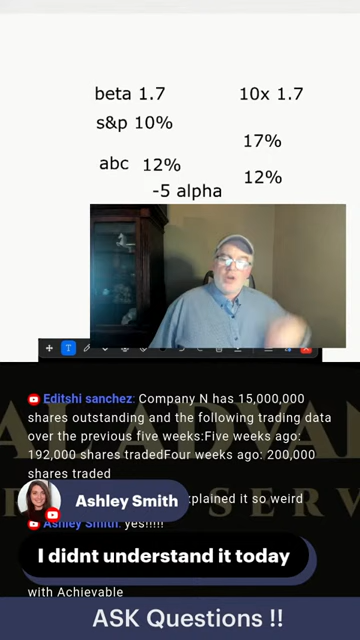 beta 1.7
10x 1.7
s&p 10%
17%
abc 12%
12%
-5 alpha
T
Editshi sanchez: Company N has 15,000,000
shares outstanding and the following trading data
over the previous five weeks:Five weeks ago:
192,000 shares tradedFour weeks ago: 200,000
shares traded
xplained it so weird
Ashley Smith
Ashley Smith: yes!!!!!
I didnt understand it today
with Achievable
ASK Questions !!